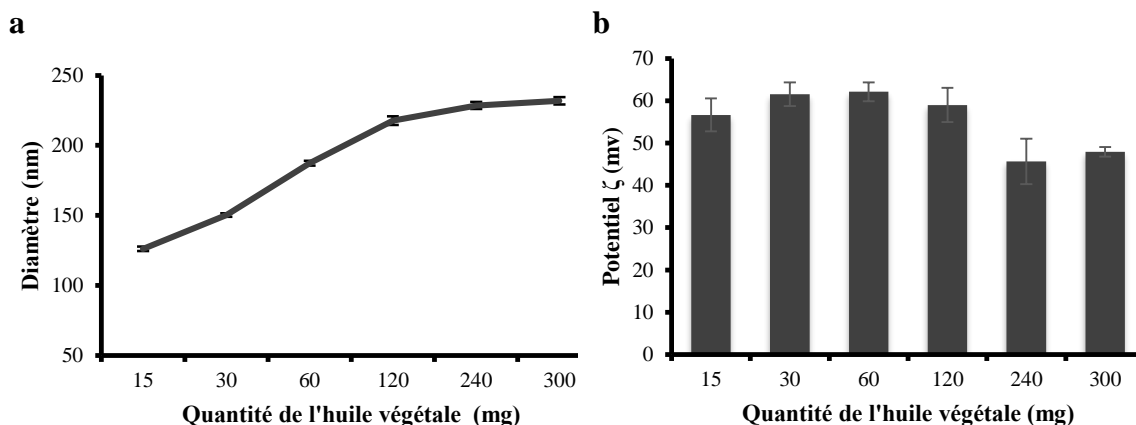 a
250
200
150
100
50
Diamètre (nm)
15 30 60 120 240 300
Quantité de l'huile végétale (mg)
b
70
60
50
40
30
20
10
0
Potentiel ζ (mv)
15 30 60 120 240 300
Quantité de l'huile végétale (mg)